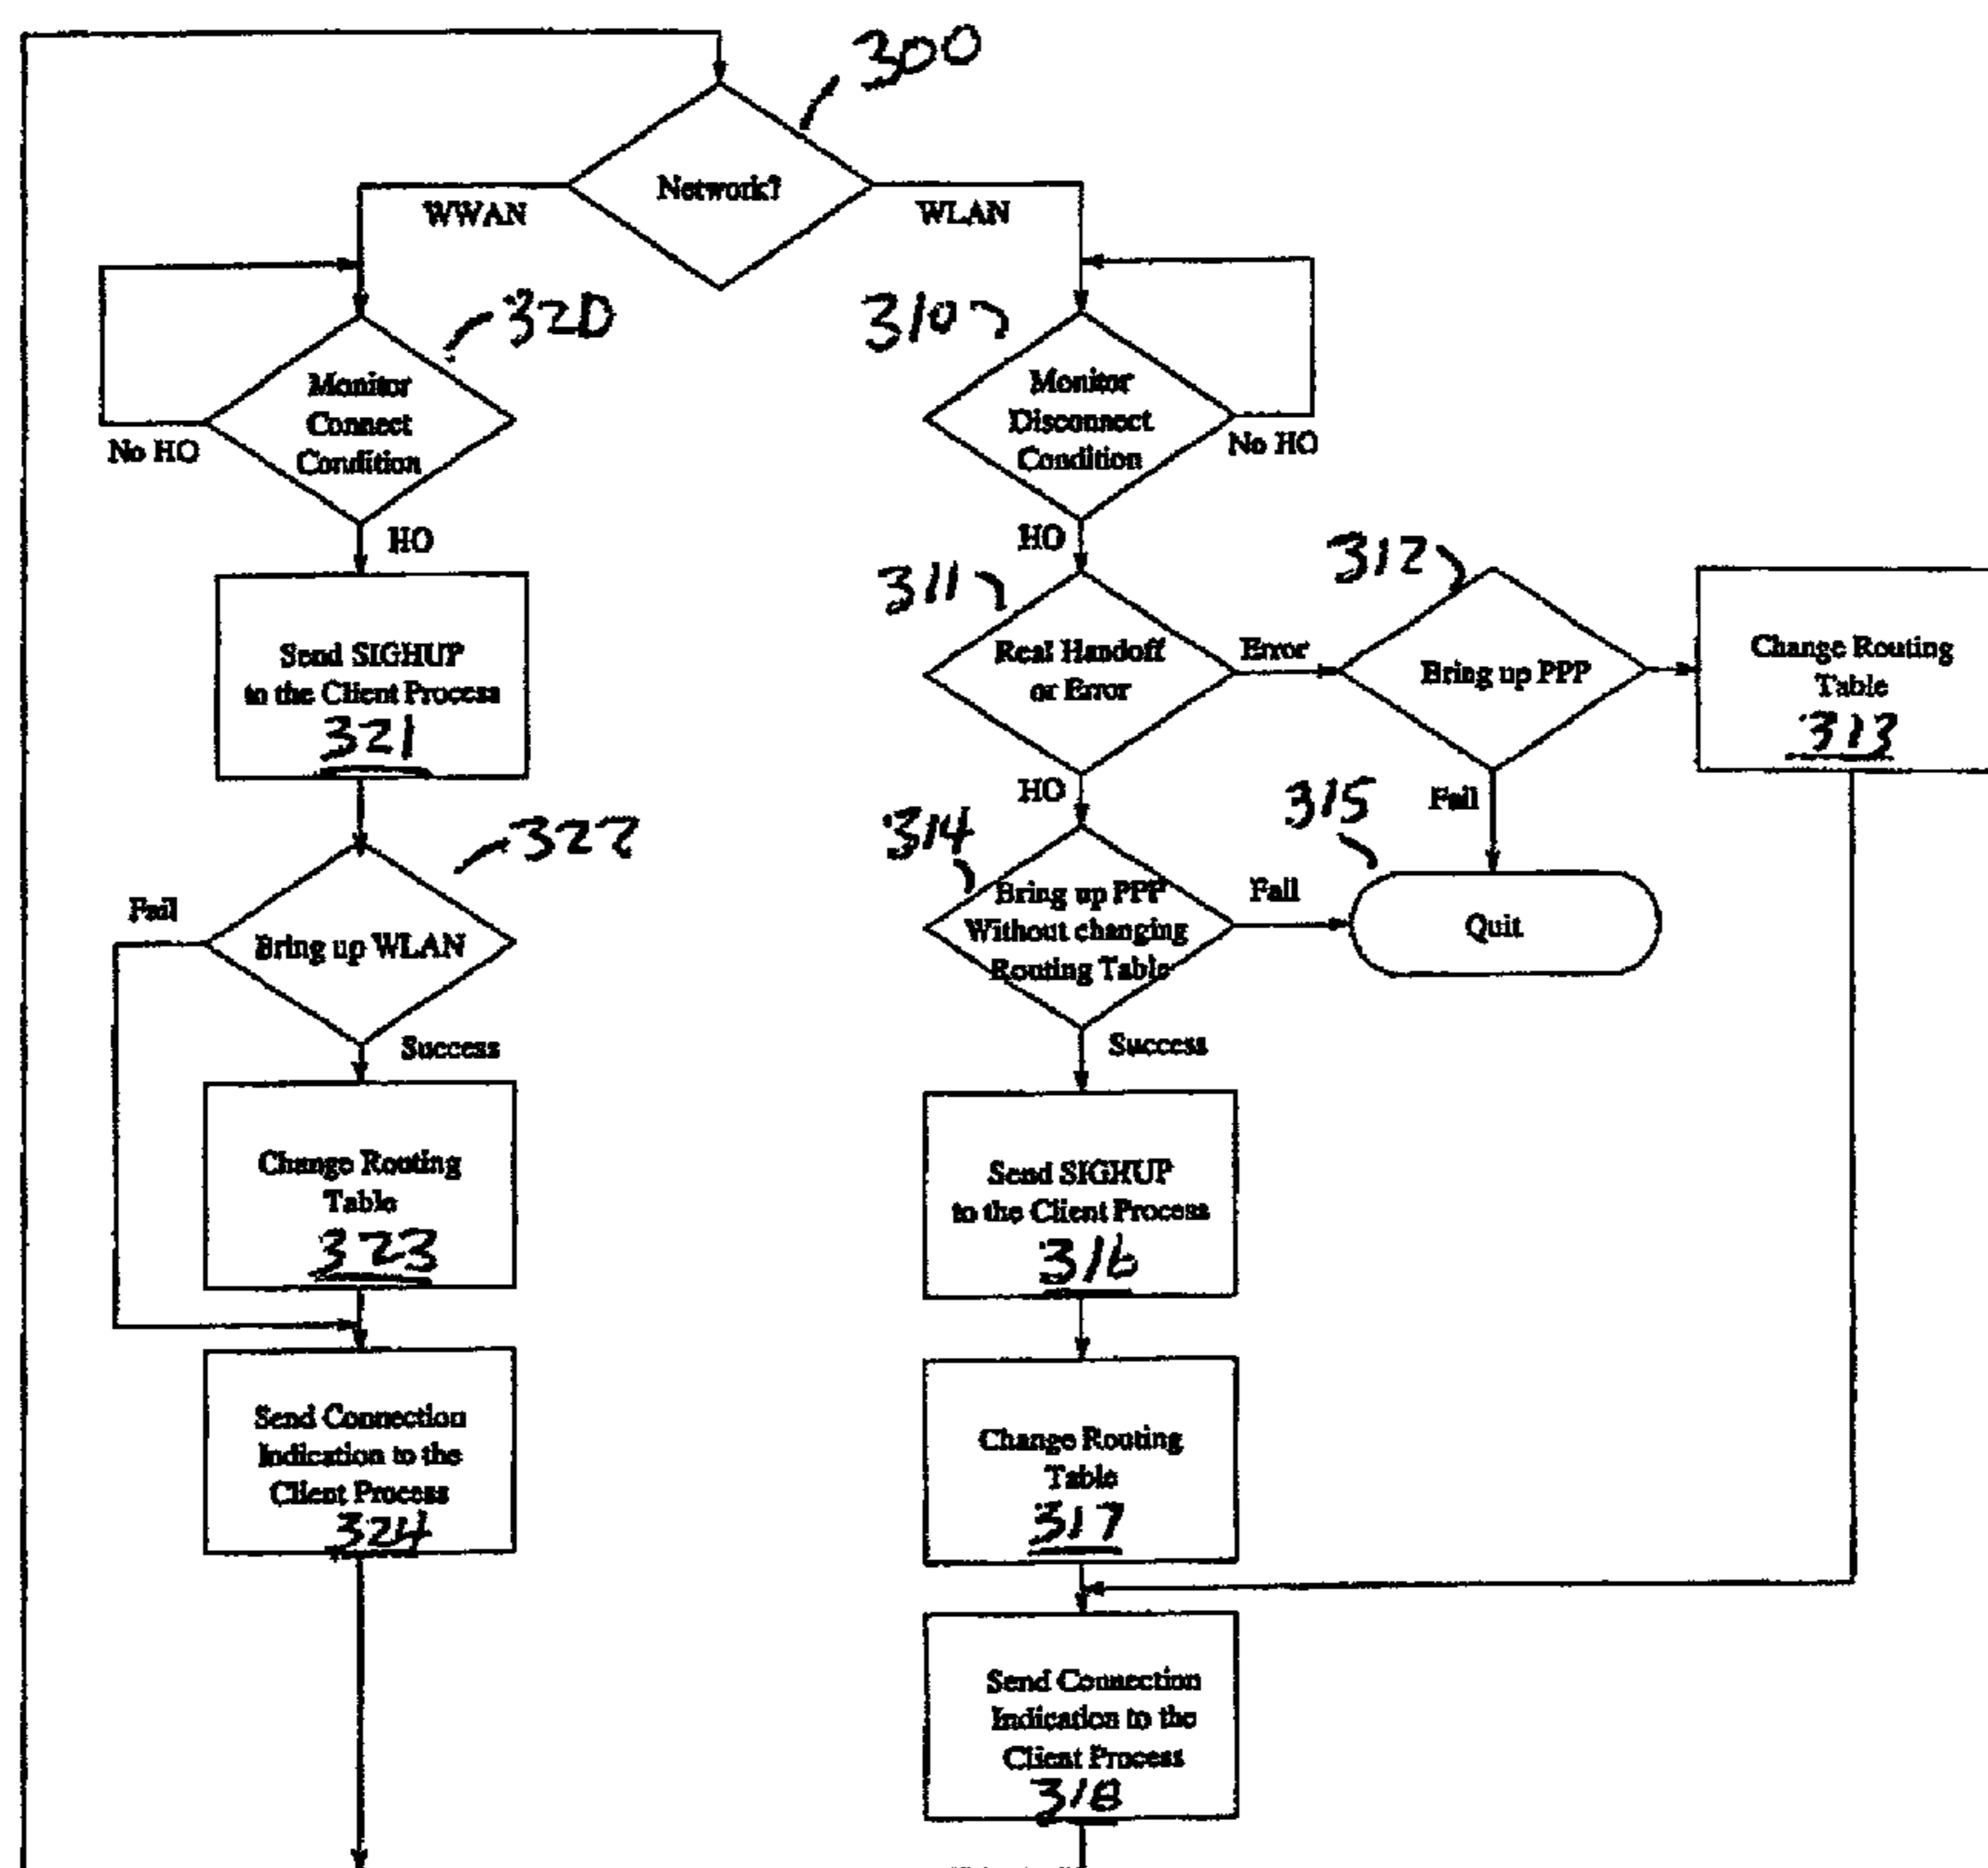 300
Network?
WWAN
WLAN
320
310
Monitor
Connect
Condition
No HO
Monitor
Disconnect
Condition
No HO
HO
HO
Send SIGHUP
to the Client Process
321
311
Real Handoff
or Error
Error
312
Bring up PPP
Change Routing
Table
313
HO
Fail
322
Fail
Bring up WLAN
314
Bring up PPP
Without changing
Routing Table
Fail
315
Quit
Success
Success
Change Routing
Table
323
Send SIGHUP
to the Client Process
316
Send Connection
Indication to the
Client Process
324
Change Routing
Table
317
Send Connection
Indication to the
Client Process
318